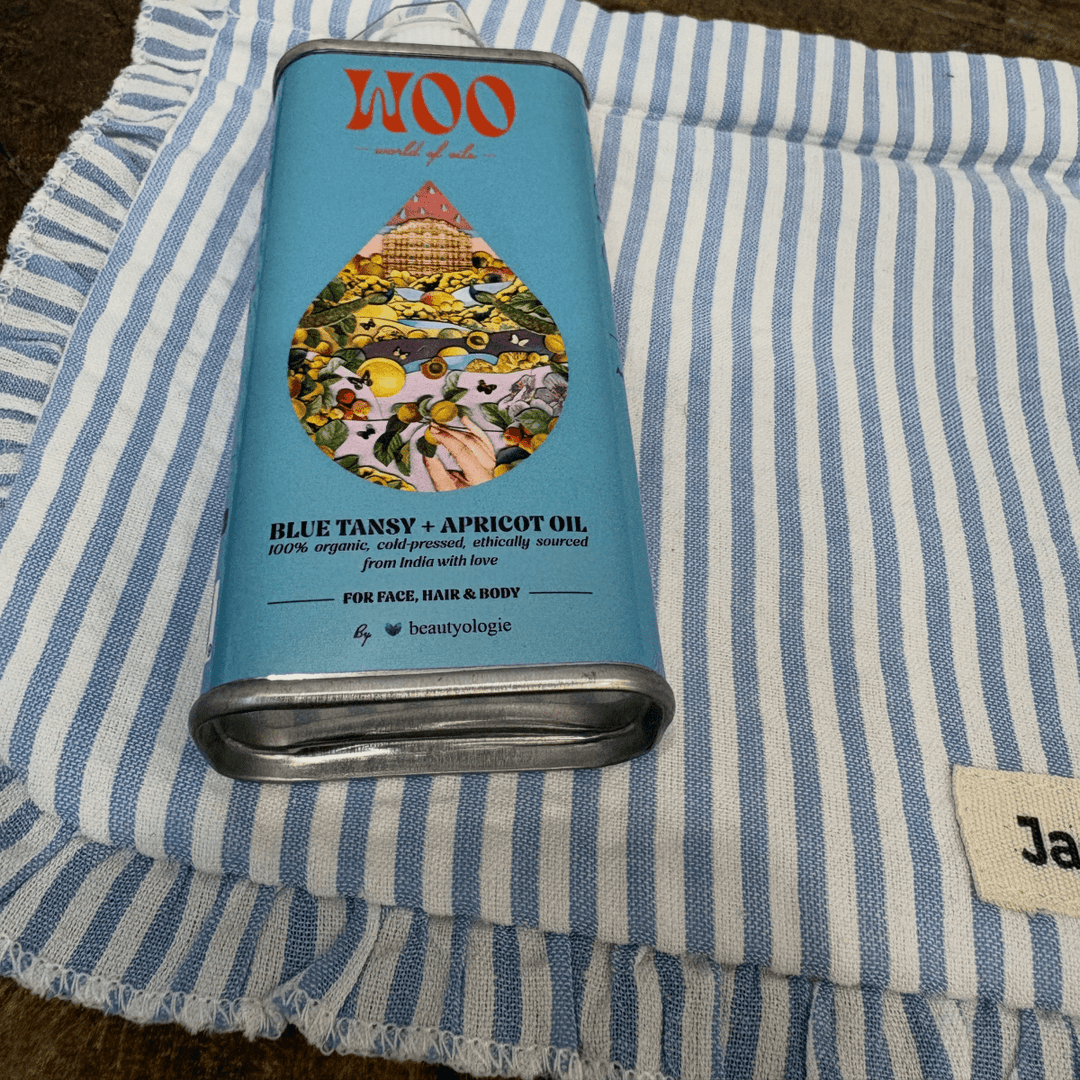 WOO
world of oils
BLUE TANSY + APRICOT OIL
100% organic, cold-pressed, ethically sourced
from India with love
FOR FACE, HAIR & BODY
By beautyologie
Ja